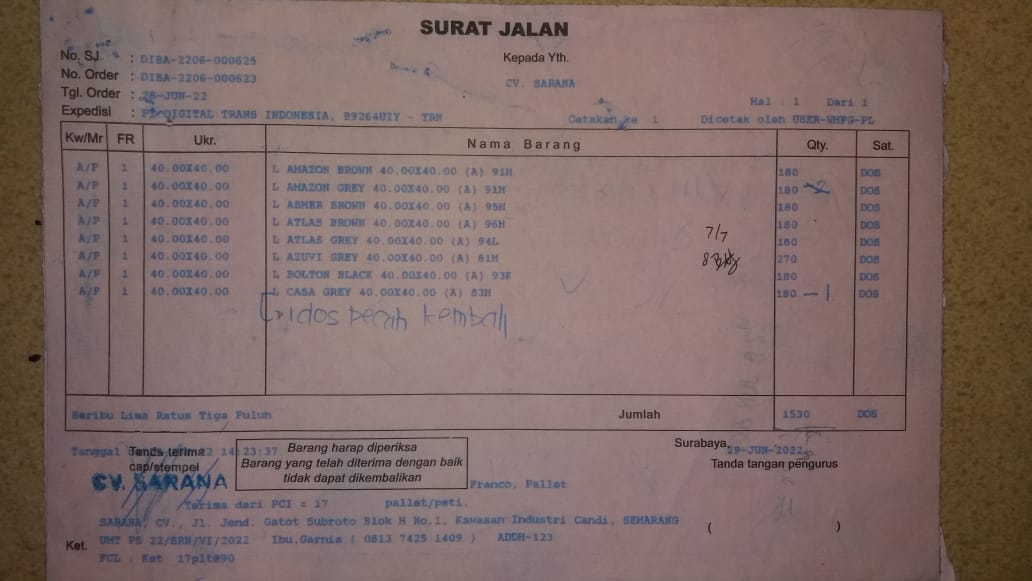 SURAT JALAN
No. SJ : DIBA-2206-000625
Kepada Yth.
No. Order : DIBA-2206-000623
CV. SARANA
Tgl. Order : 28-JUN-22
Hal : 1 Dari 1
Expedisi : PT DIGITAL TRANS INDONESIA, B9264UIY - TRN
Cetakan ke 1 Dicetak oleh USER-WHFG-PL
Kw/Mr FR Ukr. Nama Barang Qty. Sat.
A/P 1 40.00X40.00 L AMAZON BROWN 40.00X40.00 (A) 91M 180 DOS
A/P 1 40.00X40.00 L AMAZON GREY 40.00X40.00 (A) 91M 180 -2 DOS
A/P 1 40.00X40.00 L ASMER BROWN 40.00X40.00 (A) 95H 180 DOS
A/P 1 40.00X40.00 L ATLAS BROWN 40.00X40.00 (A) 96M 180 DOS
A/P 1 40.00X40.00 L ATLAS GREY 40.00X40.00 (A) 94L 7/7 180 DOS
A/P 1 40.00X40.00 L AZUVI GREY 40.00X40.00 (A) 81M 270 DOS
A/P 1 40.00X40.00 L BOLTON BLACK 40.00X40.00 (A) 93K 180 DOS
A/P 1 40.00X40.00 L CASA GREY 40.00X40.00 (A) 83M 180 -1 DOS
dos pecah kembali
Seribu Lima Ratus Tiga Puluh Jumlah 1530 DOS
Tanggal 14:23:37
Tanda terima
cap/stempel
CV. SARANA
Barang harap diperiksa
Barang yang telah diterima dengan baik
tidak dapat dikembalikan
Surabaya, 29-JUN-2022
Tanda tangan pengurus
Franco, Pallet
Terima dari PCI = 17 pallet/peti.
SARANA, CV., Jl. Jend. Gatot Subroto Blok H No.1, Kawasan Industri Candi, SEMARANG
( )
Ket. UMT PS 22/SRN/VI/2022 Ibu.Garnis ( 0813 7425 1409 ) ADDH-123
FCL : Ket 17plt@90